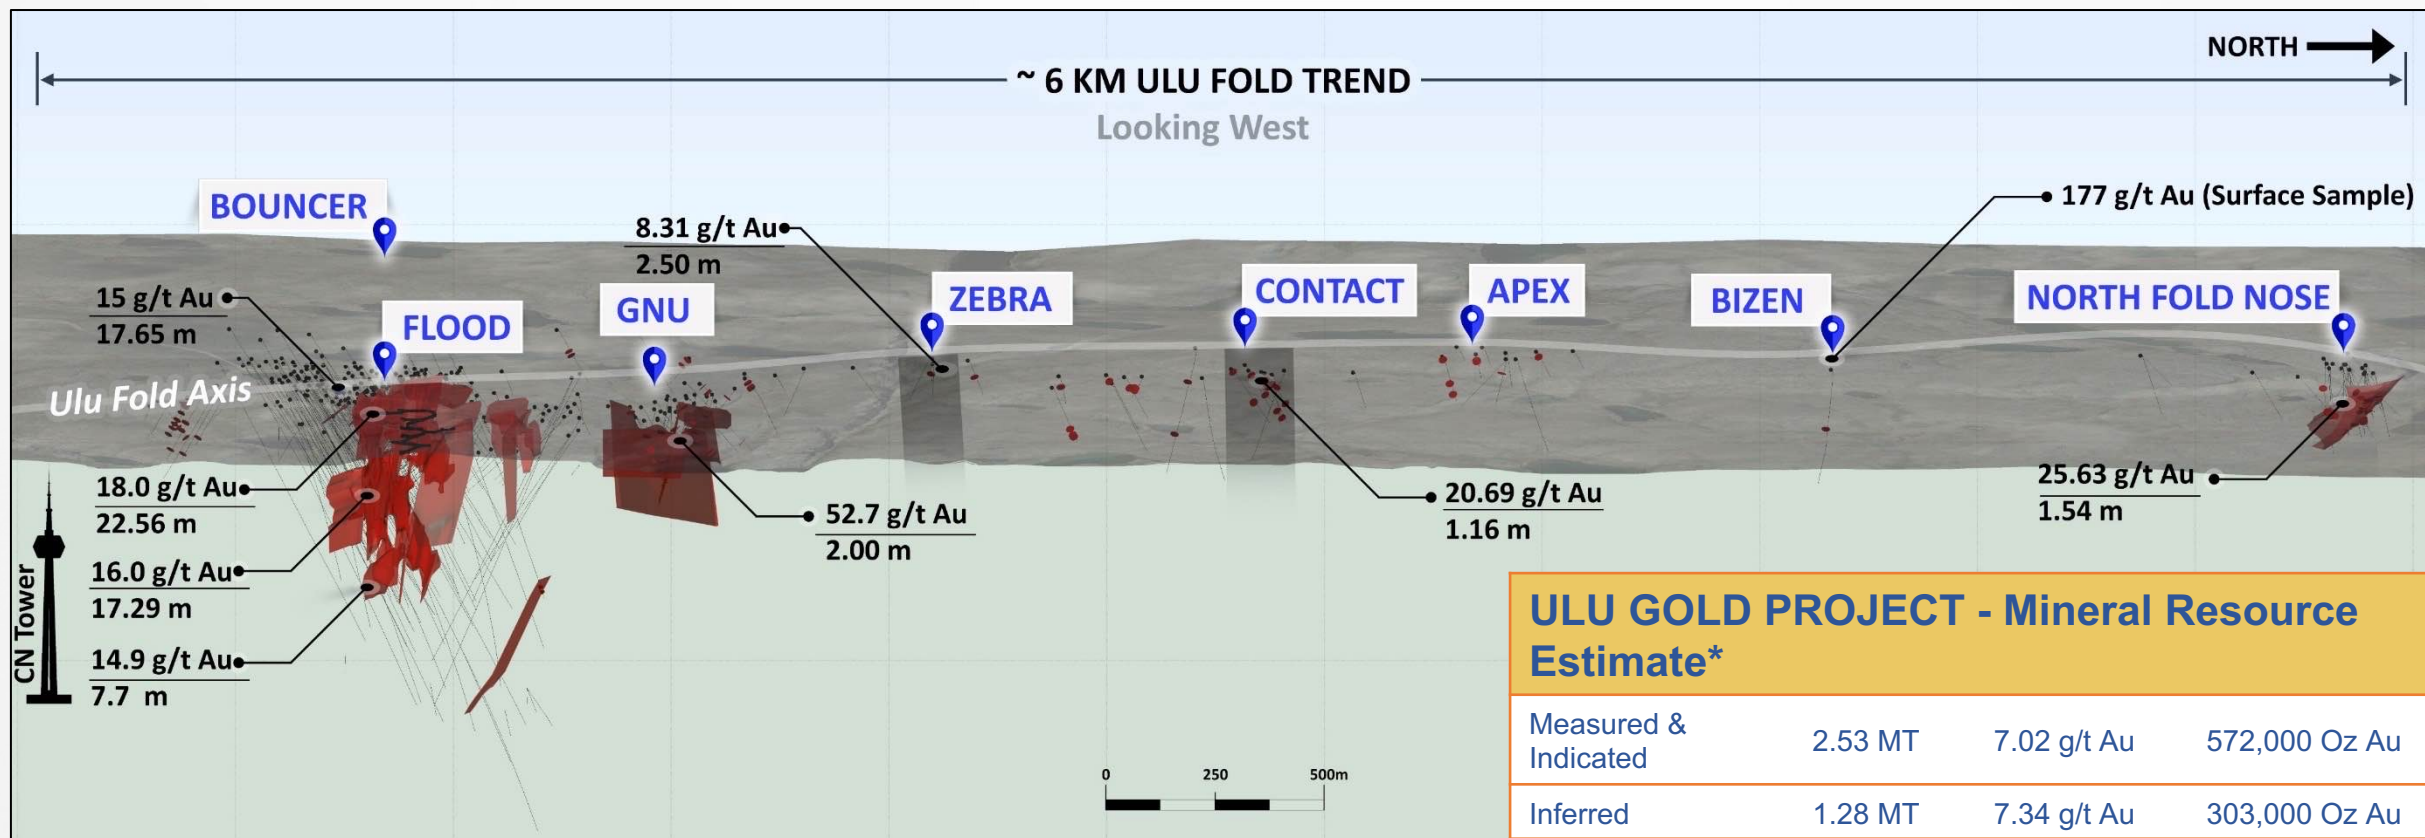 NORTH
~ 6 KM ULU FOLD TREND
Looking West
BOUNCER
177 g/t Au (Surface Sample)
8.31 g/t Au
2.50 m
15 g/t Au
17.65 m
FLOOD
GNU
ZEBRA
CONTACT
APEX
BIZEN
NORTH FOLD NOSE
Ulu Fold Axis
18.0 g/t Au
22.56 m
52.7 g/t Au
2.00 m
20.69 g/t Au
1.16 m
25.63 g/t Au
1.54 m
CN Tower
16.0 g/t Au
17.29 m
14.9 g/t Au
7.7 m
0 250 500m
ULU GOLD PROJECT - Mineral Resource
Estimate*
Measured &
Indicated 2.53 MT 7.02 g/t Au 572,000 Oz Au
Inferred 1.28 MT 7.34 g/t Au 303,000 Oz Au